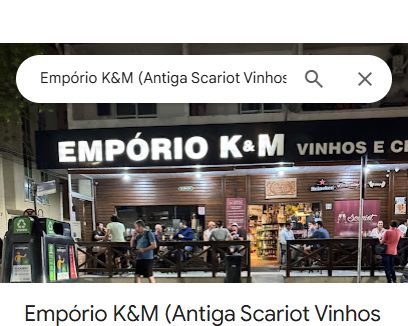 Empório K&M (Antiga Scariot Vinhos
EMPÓRIO K&M VINHOS E C
Heineken
Scariot
Empório K&M (Antiga Scariot Vinhos